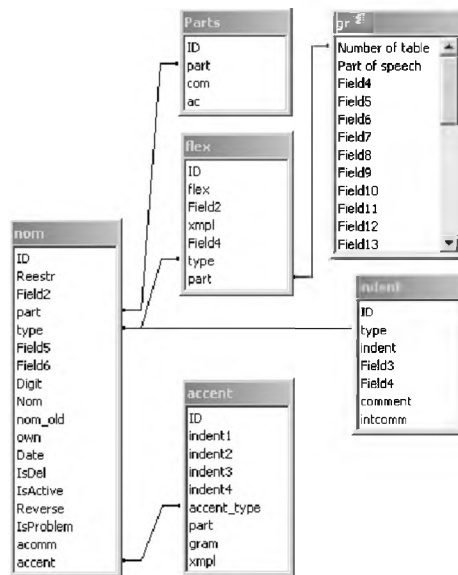 Parts
ID
part
com
ac
gr
Number of table
Part of speech
Field4
Field5
Field6
Field7
Field8
Field9
Field10
Field11
Field12
Field13
flex
ID
flex
Field2
xmpl
Field4
type
part
nom
ID
Reestr
Field2
part
type
Field5
Field6
Digit
Nom
nom_old
own
Date
IsDel
IsActive
Reverse
IsProblem
acomm
accent
indent
ID
type
indent
Field3
Field4
comment
intcomm
accent
ID
indent1
indent2
indent3
indent4
accent_type
part
gram
xmpl